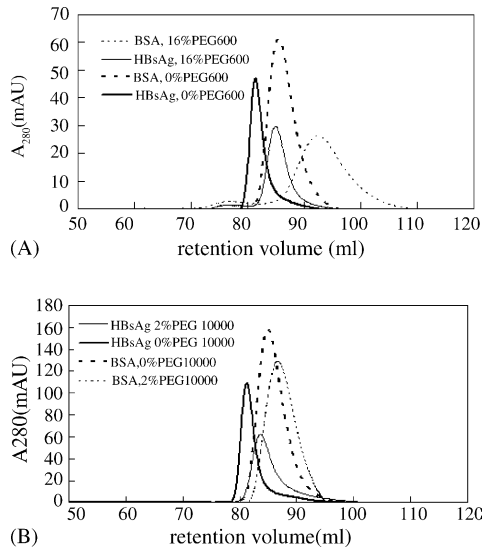 70
60
50
40
30
20
10
0
A280(mAU)
BSA, 16%PEG600
HBsAg, 16%PEG600
BSA, 0%PEG600
HBsAg, 0%PEG600
50 60 70 80 90 100 110 120
(A) retention volume (ml)
180
160
140
120
100
80
60
40
20
0
A280(mAU)
HBsAg 2%PEG 10000
HBsAg 0%PEG 10000
BSA,0%PEG10000
BSA,2%PEG10000
50 60 70 80 90 100 110 120
(B) retention volume(ml)